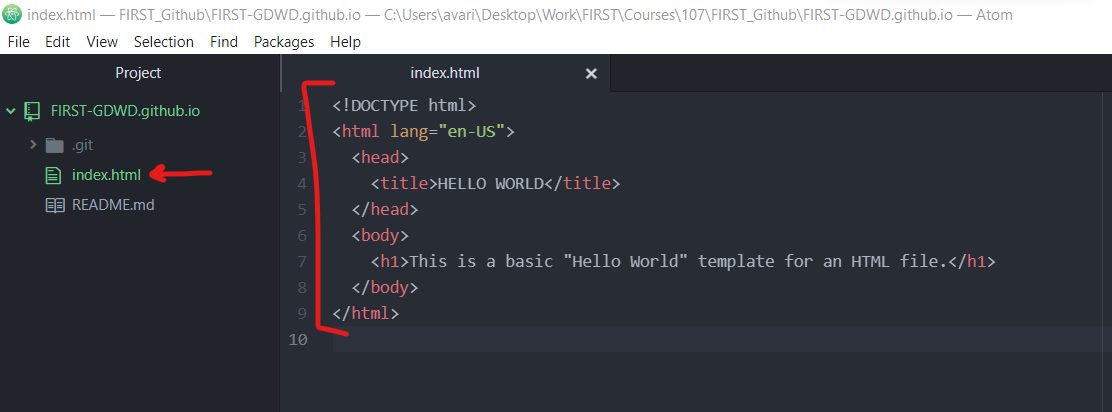 index.html — FIRST_Github\FIRST-GDWD.github.io — C:\Users\avari\Desktop\Work\FIRST\Courses\107\FIRST_Github\FIRST-GDWD.github.io — Atom
File Edit View Selection Find Packages Help
Project
FIRST-GDWD.github.io
.git
index.html
README.md
index.html
1 <!DOCTYPE html>
2 <html lang="en-US">
3   <head>
4     <title>HELLO WORLD</title>
5   </head>
6   <body>
7     <h1>This is a basic "Hello World" template for an HTML file.</h1>
8   </body>
9 </html>
10